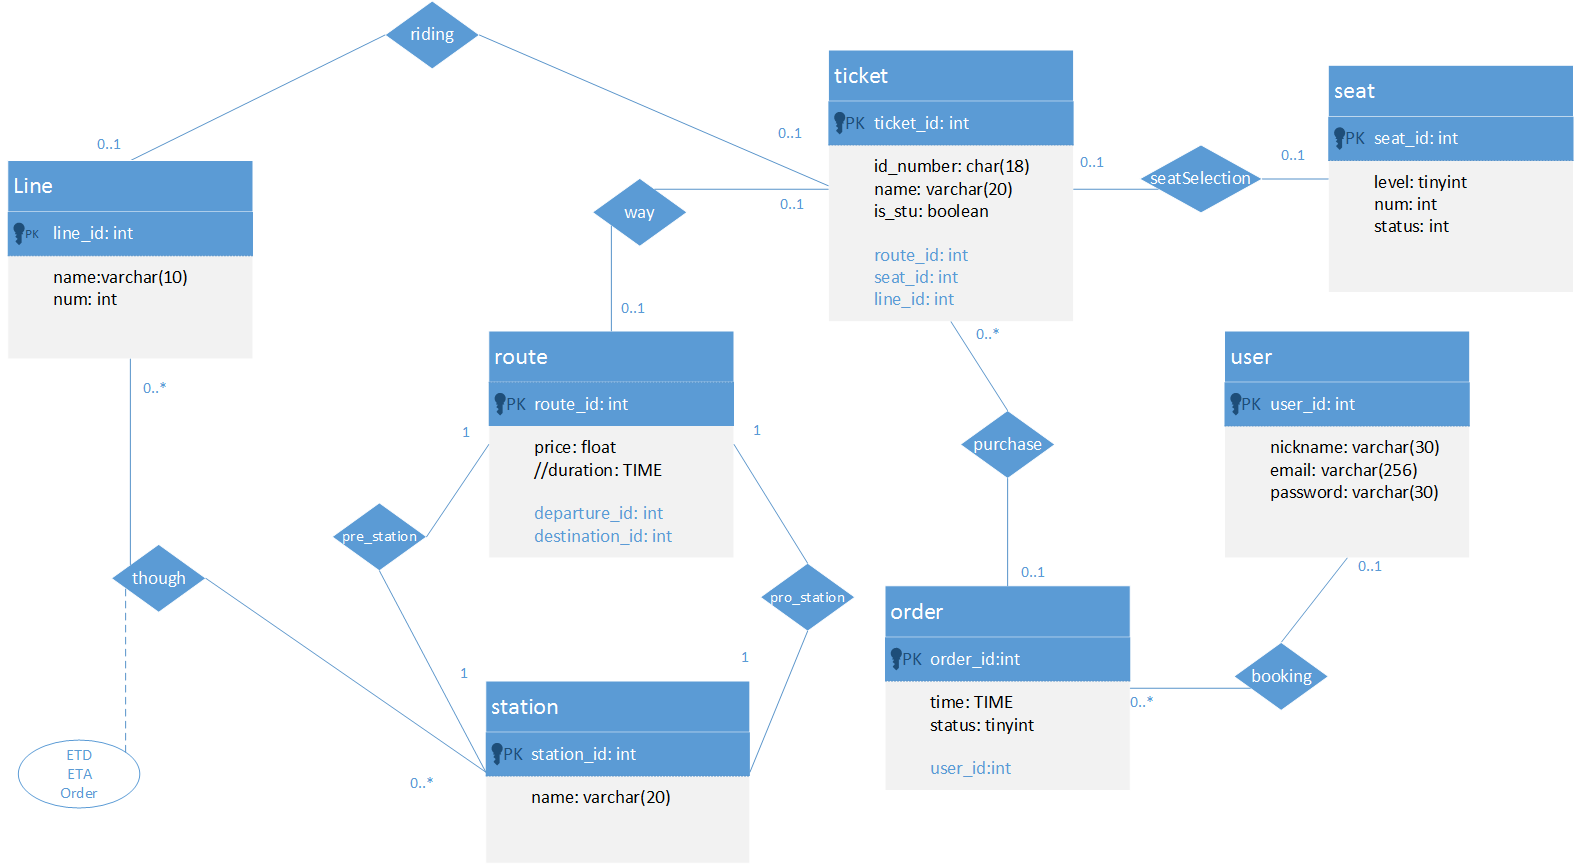 riding
0..1
0..1
Line
PK line_id: int
name:varchar(10)
num: int
0..*
ticket
PK ticket_id: int
id_number: char(18)
name: varchar(20)
is_stu: boolean
route_id: int
seat_id: int
line_id: int
0..1
seatSelection
0..1
seat
PK seat_id: int
level: tinyint
num: int
status: int
way
0..1
0..1
route
PK route_id: int
price: float
//duration: TIME
departure_id: int
destination_id: int
1
1
0..*
purchase
0..1
user
PK user_id: int
nickname: varchar(30)
email: varchar(256)
password: varchar(30)
0..1
pre_station
though
pro_station
1
1
order
PK order_id:int
time: TIME
status: tinyint
user_id:int
0..*
booking
station
PK station_id: int
name: varchar(20)
0..*
ETD
ETA
Order